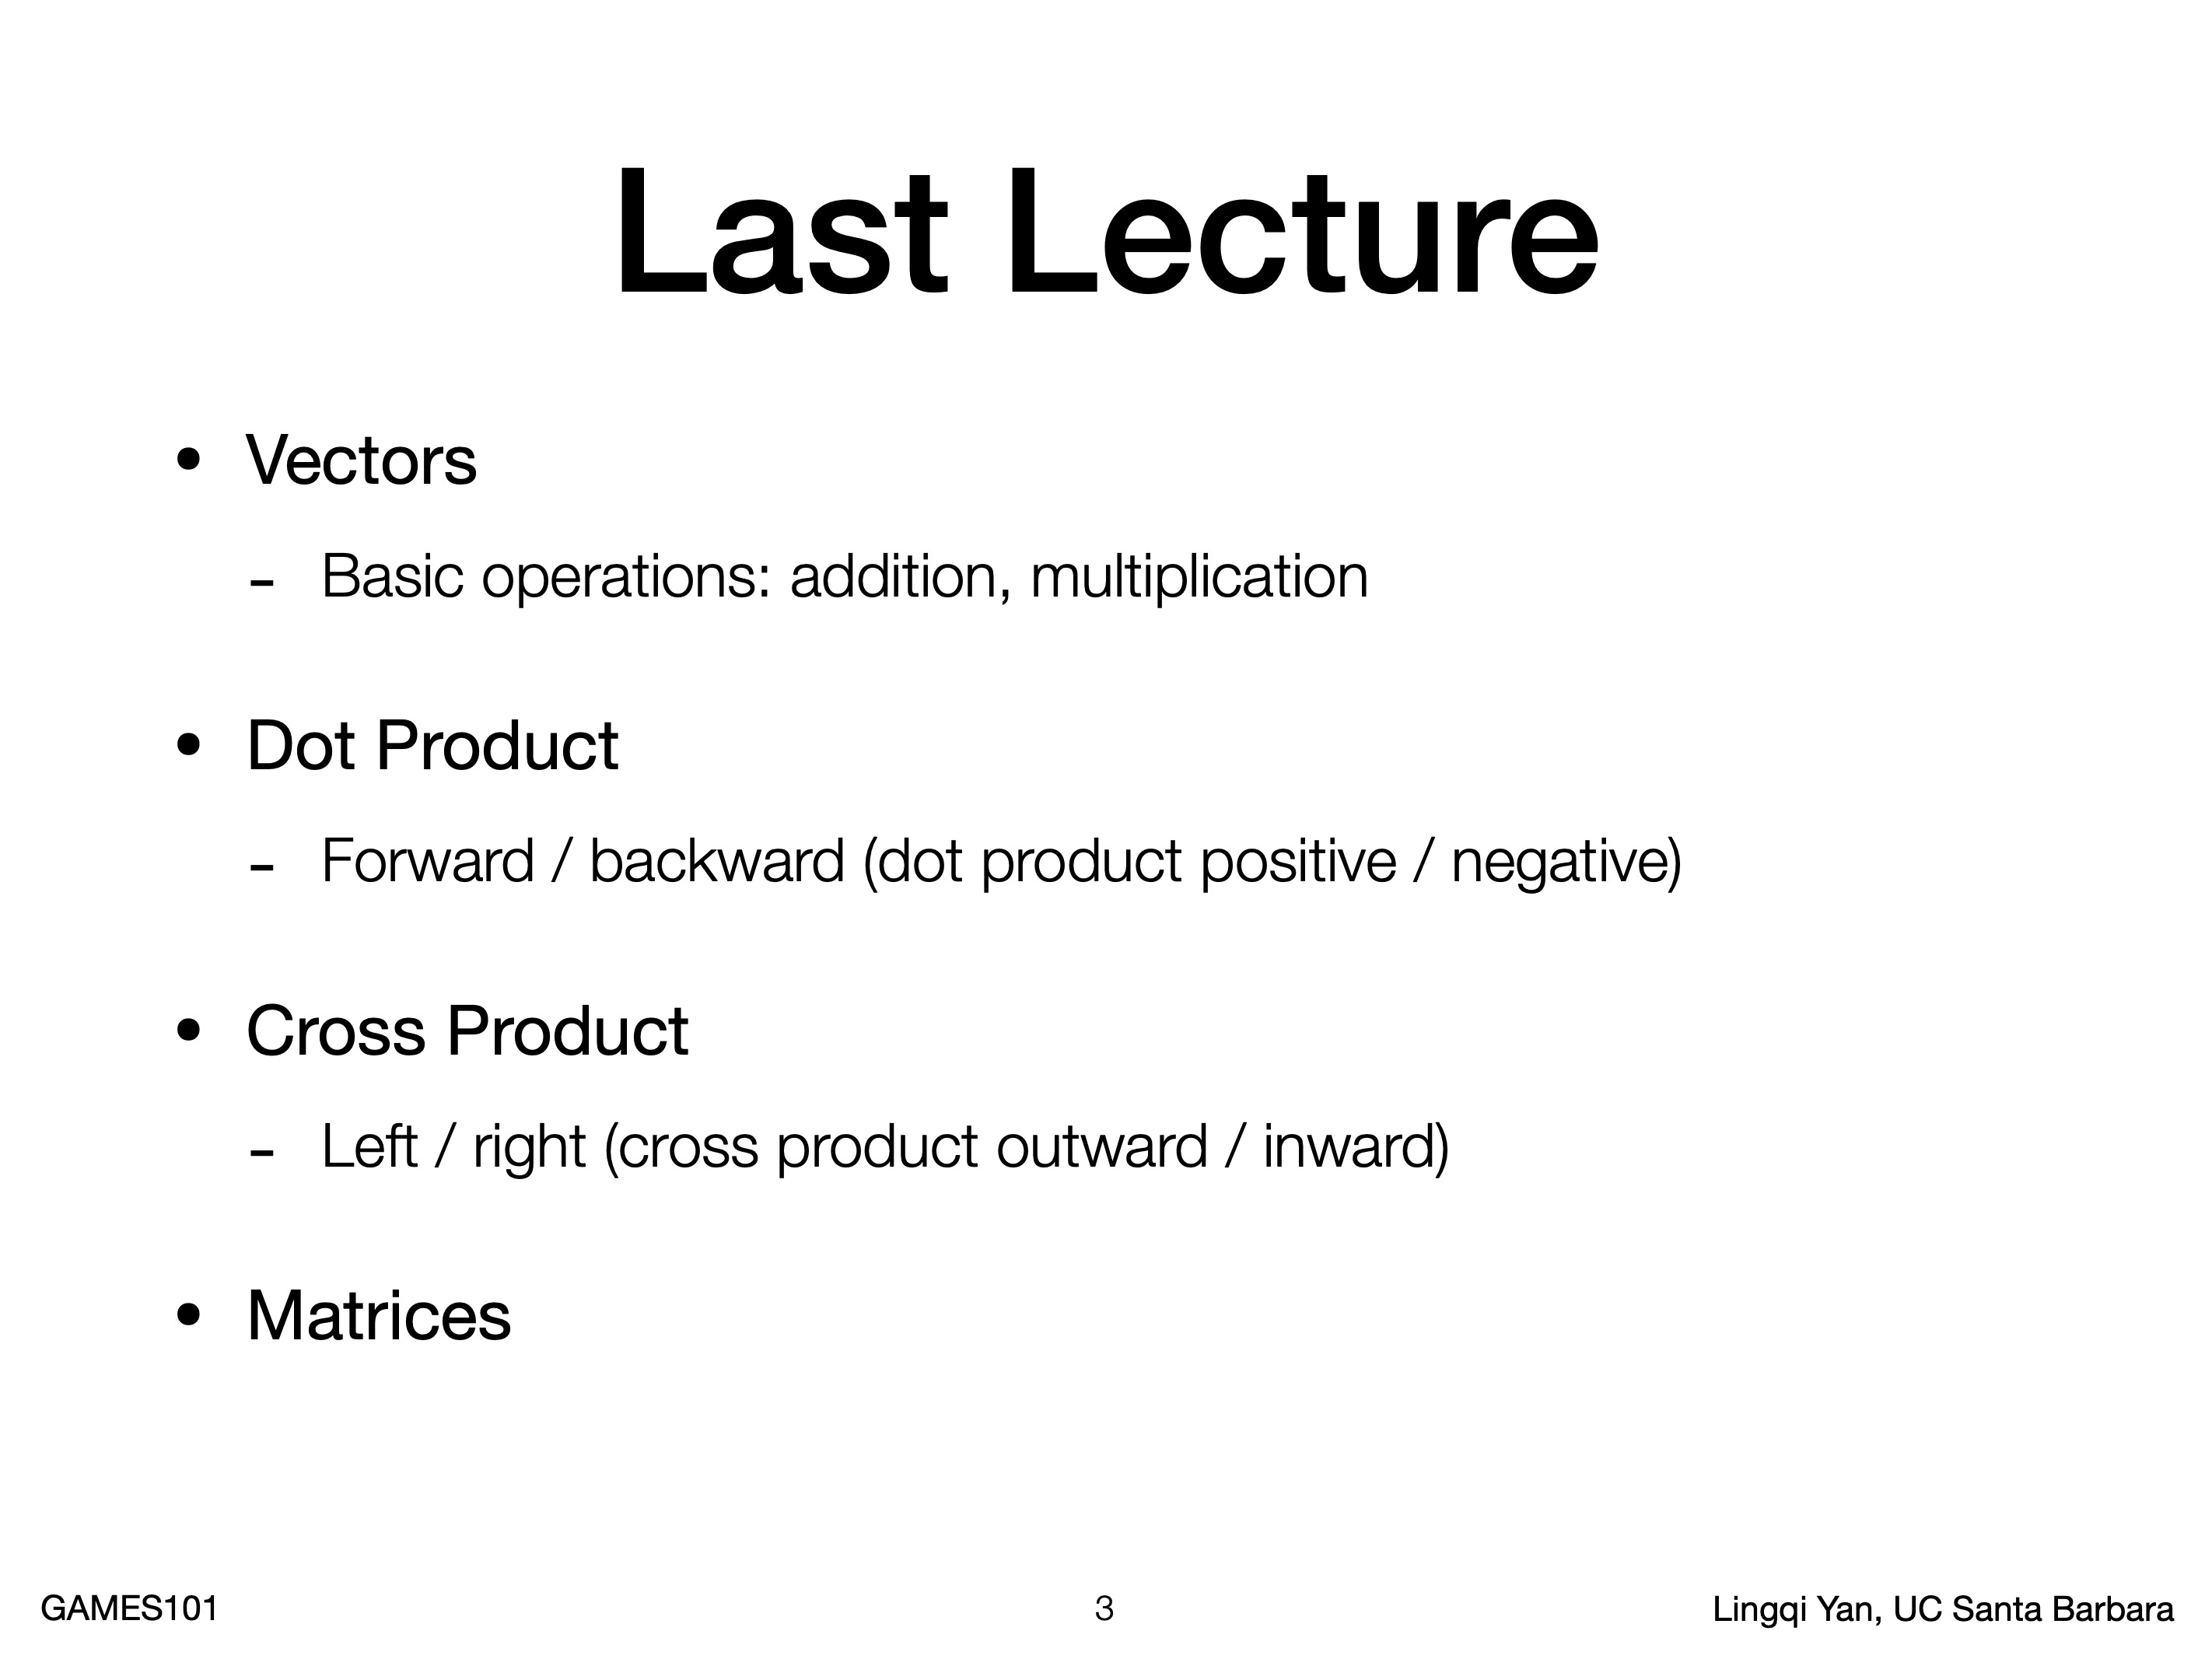 Last Lecture
• Vectors
- Basic operations: addition, multiplication
• Dot Product
- Forward / backward (dot product positive / negative)
• Cross Product
- Left / right (cross product outward / inward)
• Matrices
GAMES101
3
Lingqi Yan, UC Santa Barbara